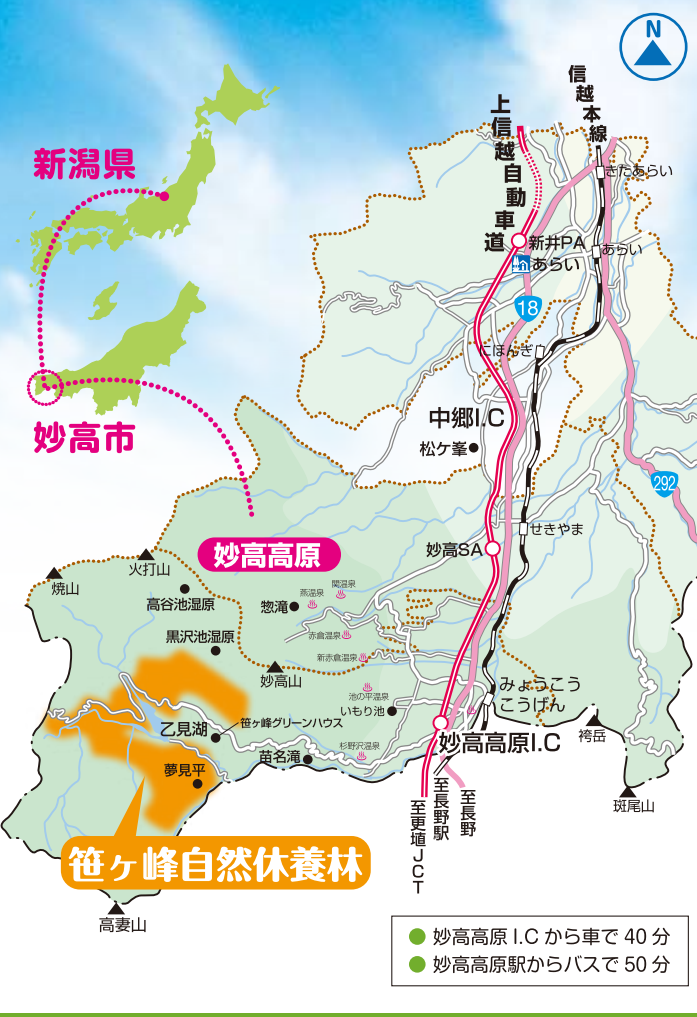 N
信越本線
上信越自動車道
新潟県
きたあらい
新井PA
あらい
あらい
18
にほんぎ
妙高市
中郷I.C
松ケ峯
292
せきやま
妙高高原
妙高SA
火打山
焼山
関温泉
燕温泉
高谷池湿原
惣滝
赤倉温泉
黒沢池湿原
新赤倉温泉
妙高山
みょうこう
こうげん
池の平温泉
いもり池
笹ヶ峰グリーンハウス
乙見湖
袴岳
妙高高原I.C
杉野沢温泉
苗名滝
夢見平
至長野
至長野駅
至更埴JCT
斑尾山
笹ヶ峰自然休養林
高妻山
妙高高原 I.C から車で 40 分
妙高高原駅からバスで 50 分